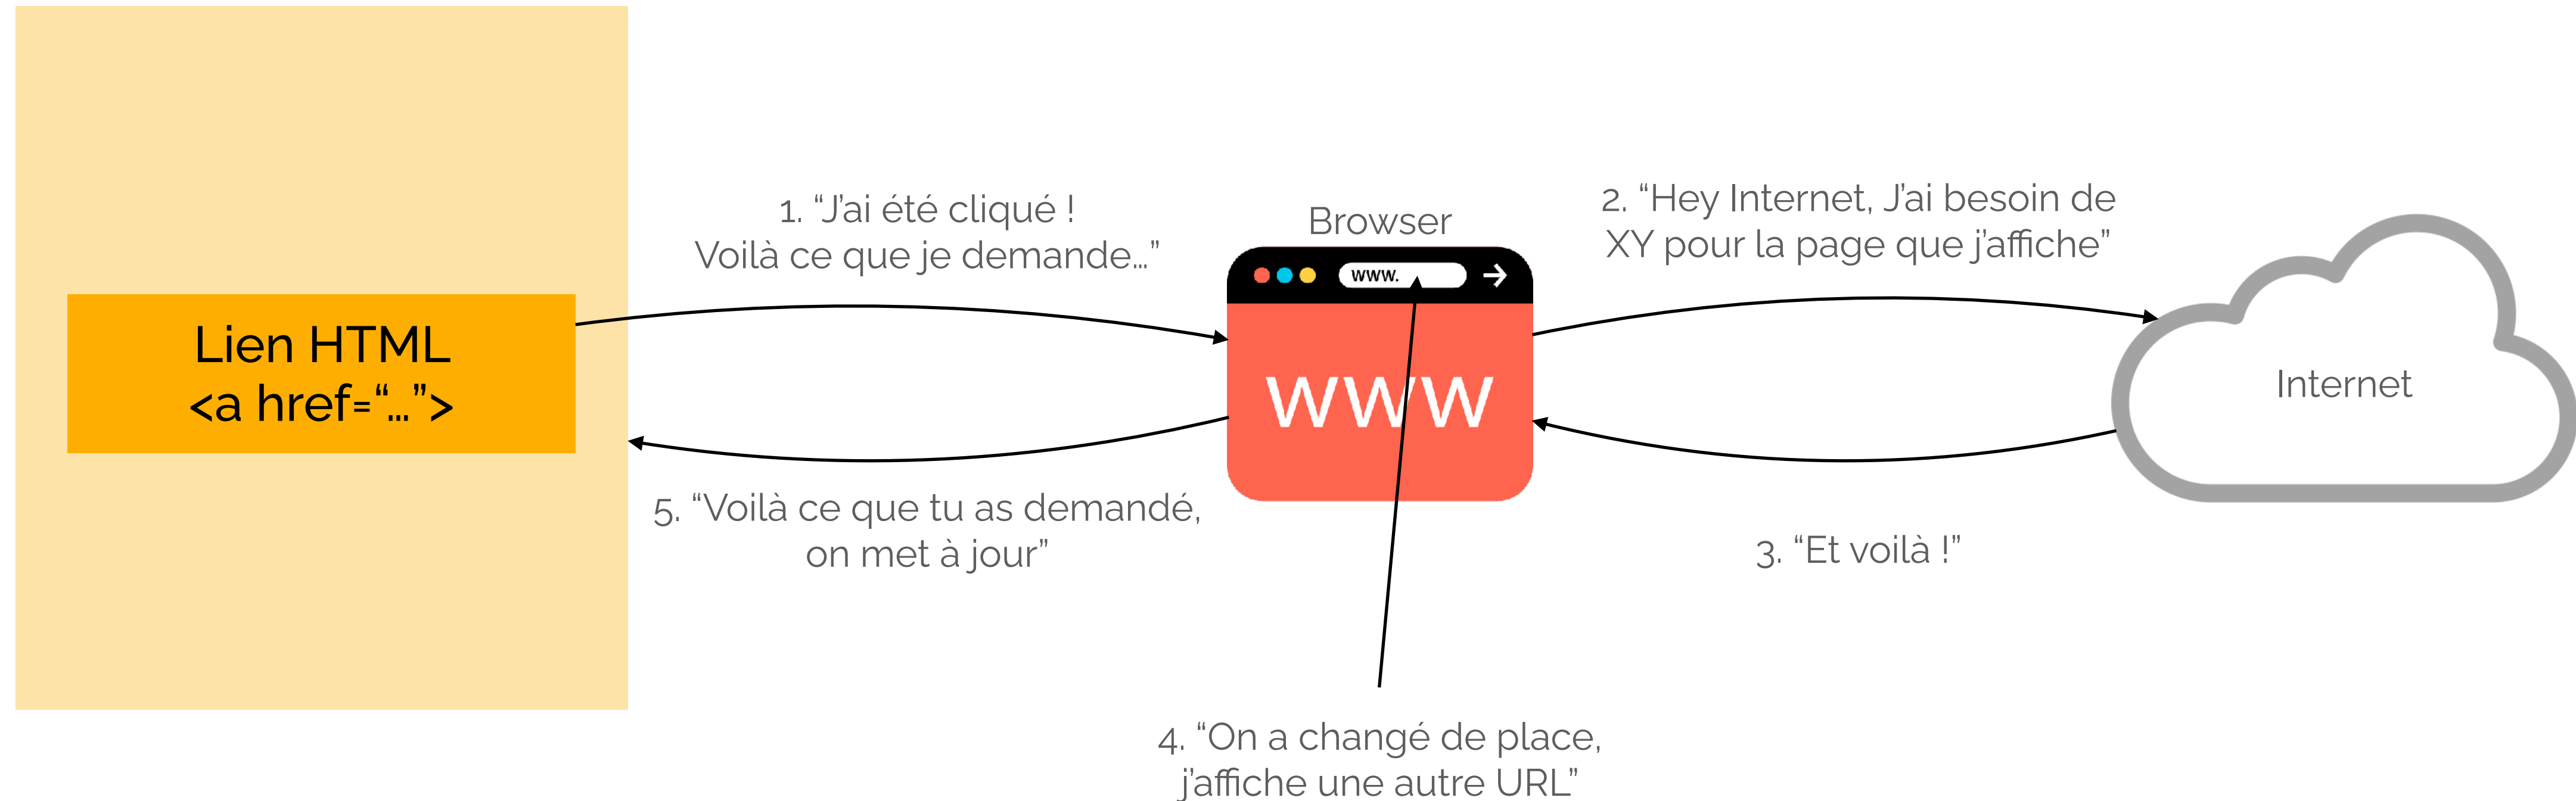 1. “J’ai été cliqué !
Voilà ce que je demande…”
2. “Hey Internet, J’ai besoin de
XY pour la page que j’affiche”
Browser
www.
Lien HTML
<a href=“…”>
www
Internet
5. “Voilà ce que tu as demandé,
on met à jour”
3. “Et voilà !”
4. “On a changé de place,
j’affiche une autre URL”